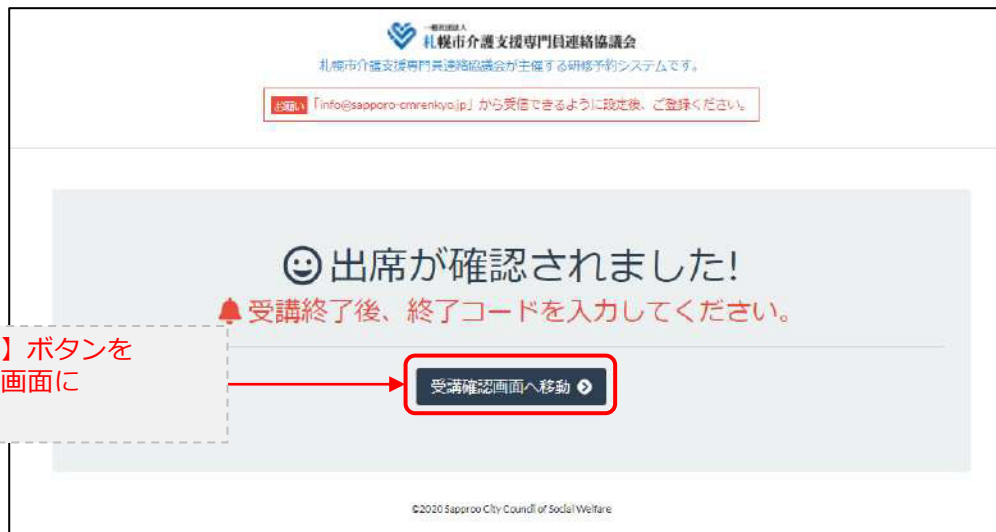 一般社団法人
札幌市介護支援専門員連絡協議会
札幌市介護支援専門員連絡協議会が主催する研修予約システムです。
お願い 「info@sapporo-cmrenkyo.jp」から受信できるように設定後、ご登録ください。
出席が確認されました!
受講終了後、終了コードを入力してください。
】ボタンを
画面に
受講確認画面へ移動
©2020 Sapproo City Council of Social Welfare